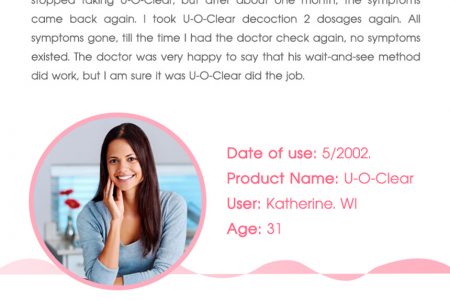 stopped taking U-O-Clear, but after about one month, the symptoms
came back again. I took U-O-Clear decoction 2 dosages again. All
symptoms gone, till the time I had the doctor check again, no symptoms
existed. The doctor was very happy to say that his wait-and-see method
did work, but I am sure it was U-O-Clear did the job.
Date of use: 5/2002.
Product Name: U-O-Clear
User: Katherine. WI
Age: 31